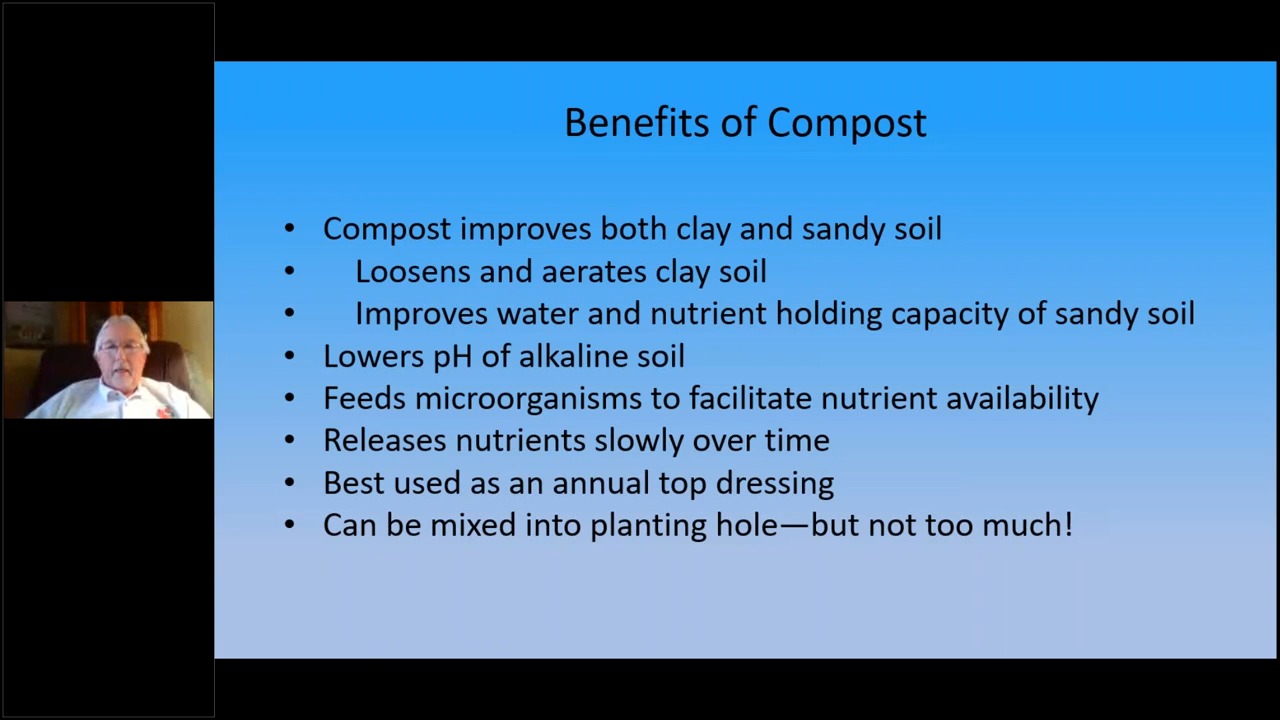 Benefits of Compost
• Compost improves both clay and sandy soil
• Loosens and aerates clay soil
• Improves water and nutrient holding capacity of sandy soil
• Lowers pH of alkaline soil
• Feeds microorganisms to facilitate nutrient availability
• Releases nutrients slowly over time
• Best used as an annual top dressing
• Can be mixed into planting hole—but not too much!